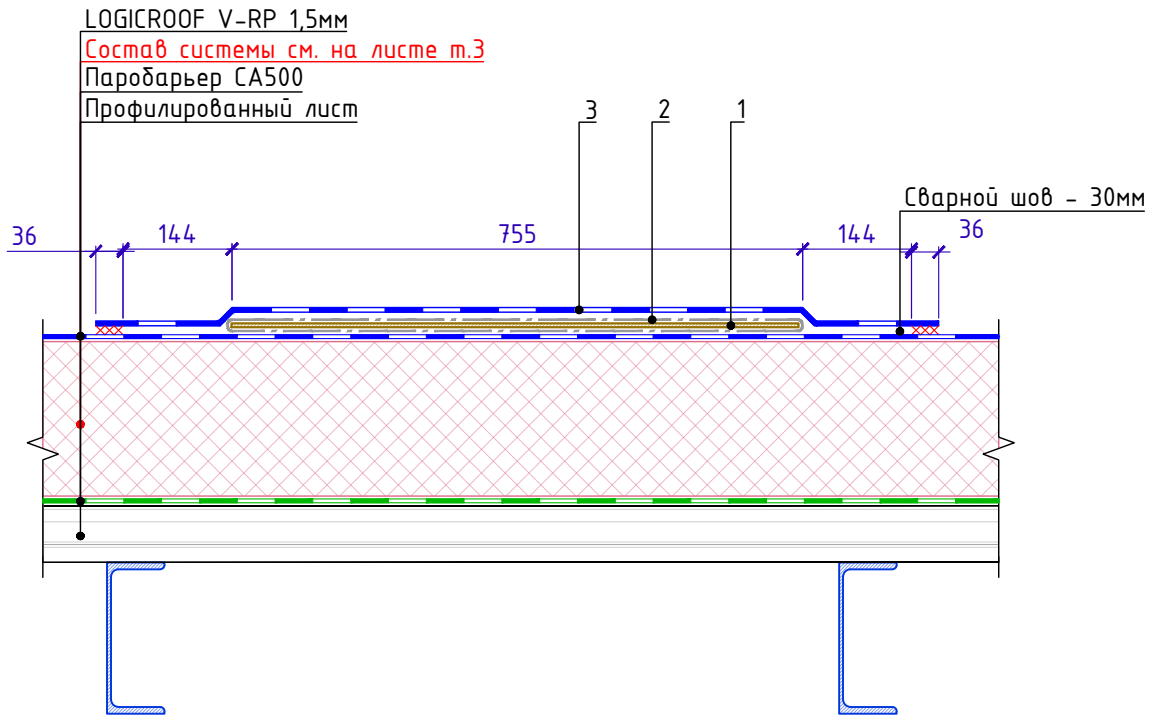 LOGICROOF V-RP 1,5мм
Состав системы см. на листе т.3
Паробарьер СА500
Профилированный лист
3
2
1
Сварной шов - 30мм
36
144
755
144
36